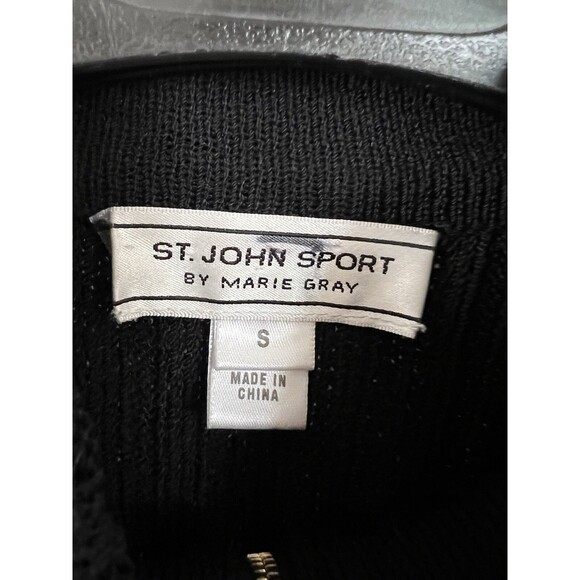 ST. JOHN SPORT
BY MARIE GRAY
S
MADE IN
CHINA